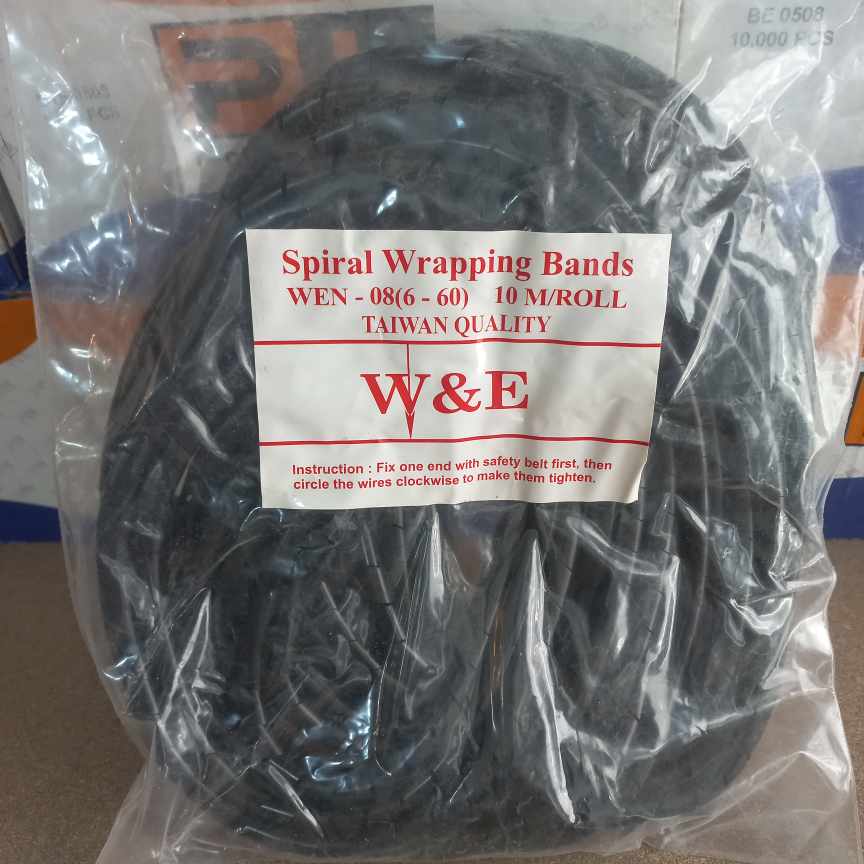 BE 0508
10,000 PCS
Spiral Wrapping Bands
WEN - 08(6 - 60) 10 M/ROLL
TAIWAN QUALITY
W&E
Instruction : Fix one end with safety belt first, then
circle the wires clockwise to make them tighten.